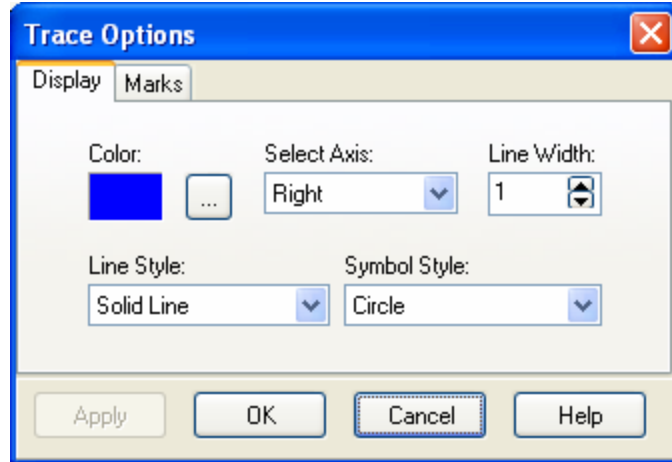 Trace Options
Display Marks
Color: Select Axis: Line Width:
... Right 1
Line Style: Symbol Style:
Solid Line Circle
Apply OK Cancel Help